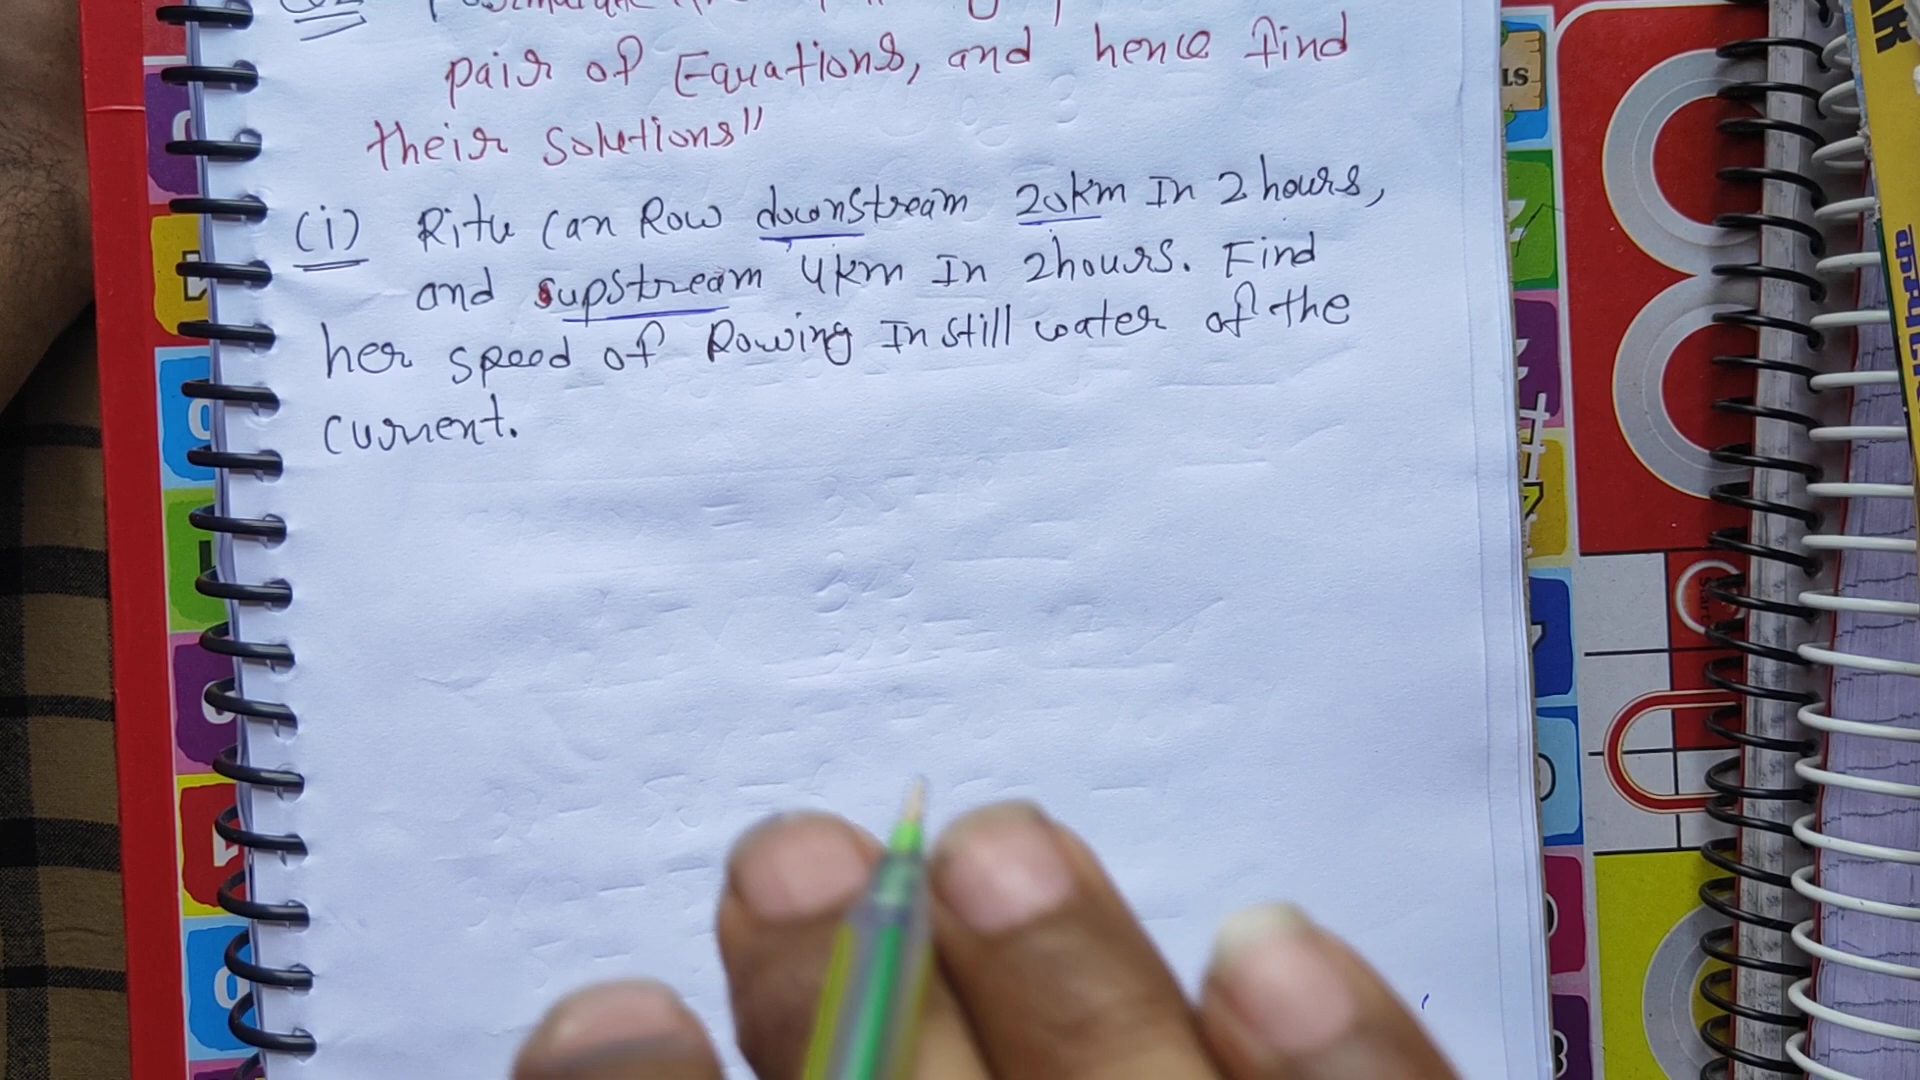 pair of Equations, and hence find
their solutions"
(i) Ritu can Row downstream 20km In 2 hours,
and supstream 4km In 2hours. Find
her speed of Rowing In still water of the
current.
LS